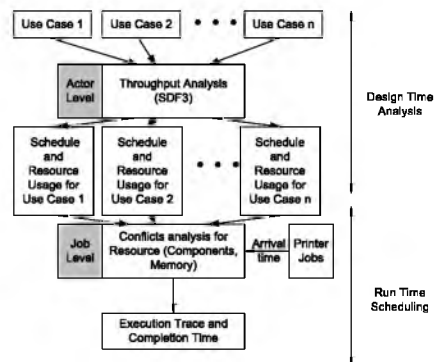 Use Case 1
Use Case 2
Use Case n
Actor
Level
Throughput Analysis
(SDF3)
Design Time
Analysis
Schedule
and
Resource
Usage for
Use Case 1
Schedule
and
Resource
Usage for
Use Case 2
Schedule
and
Resource
Usage for
Use Case n
Job
Level
Conflicts analysis for
Resource (Components,
Memory)
Arrival
time
Printer
Jobs
Run Time
Scheduling
Execution Trace and
Completion Time